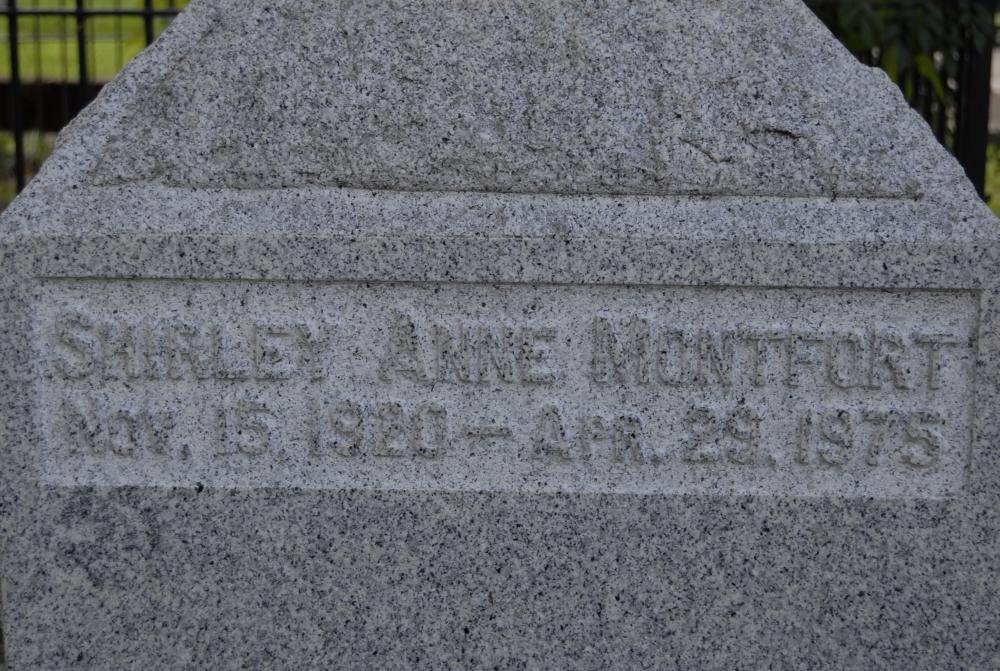 SHIRLEY ANNE MONTFORT
NOV. 15, 1920 – APR. 29, 1975